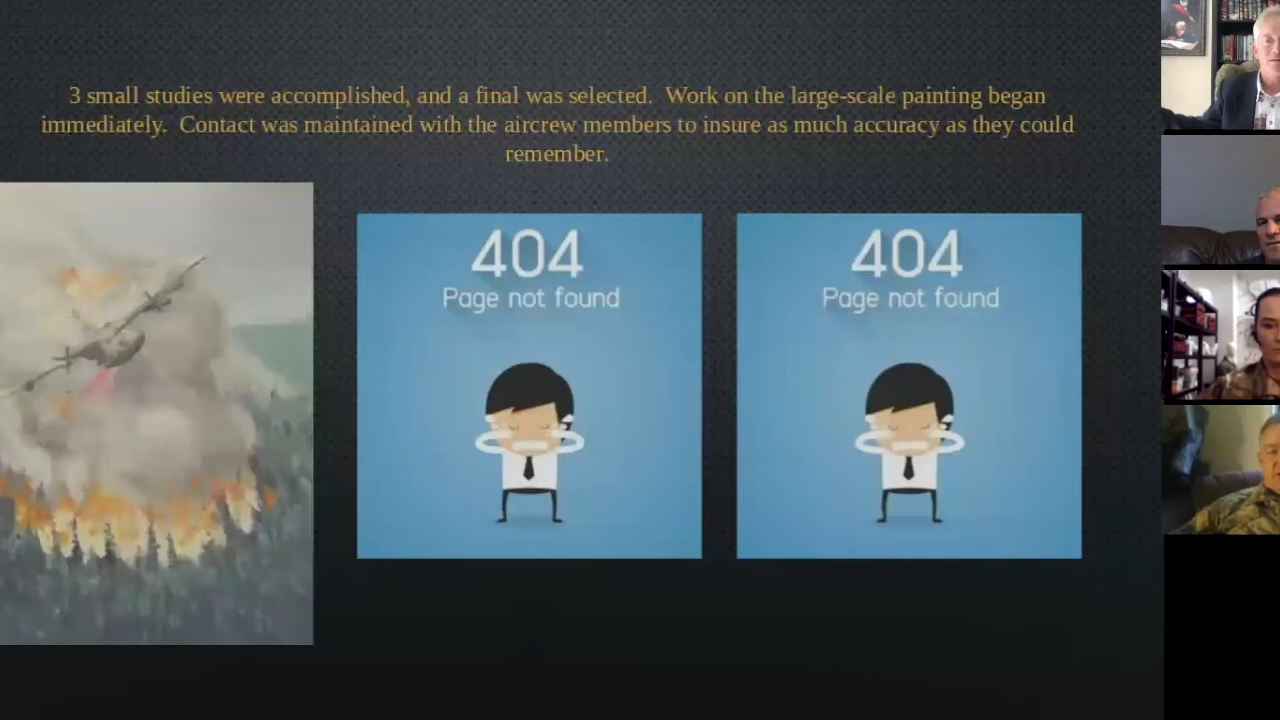 3 small studies were accomplished, and a final was selected.  Work on the large-scale painting began
immediately.  Contact was maintained with the aircrew members to insure as much accuracy as they could
remember.
404
Page not found
404
Page not found